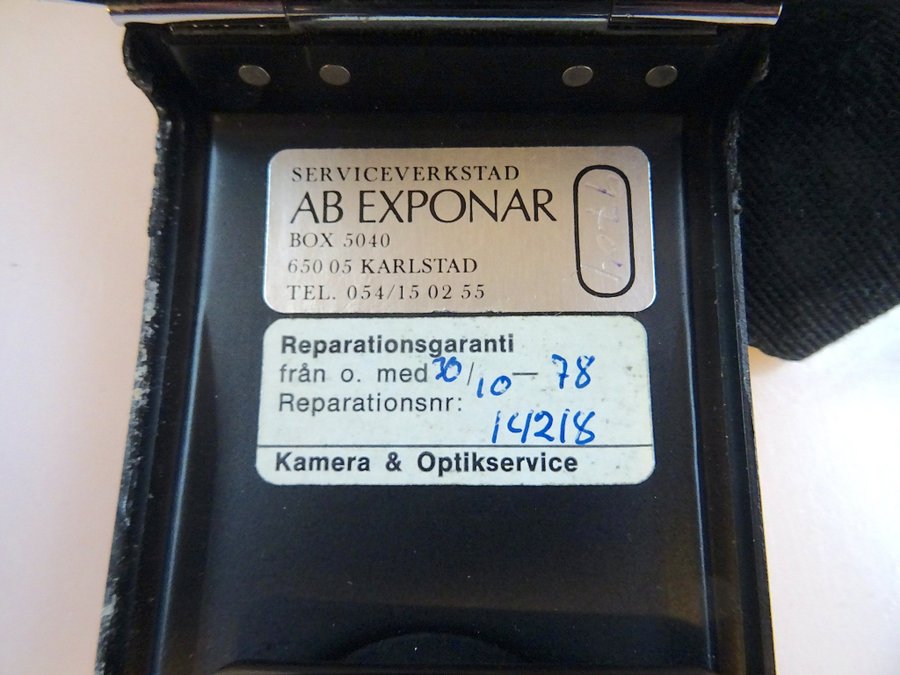 SERVICEVERKSTAD
AB EXPONAR
BOX 5040
650 05 KARLSTAD
TEL. 054/15 02 55
Reparationsgaranti
från o. med 30/10 — 78
Reparationsnr:
14218
Kamera & Optikservice